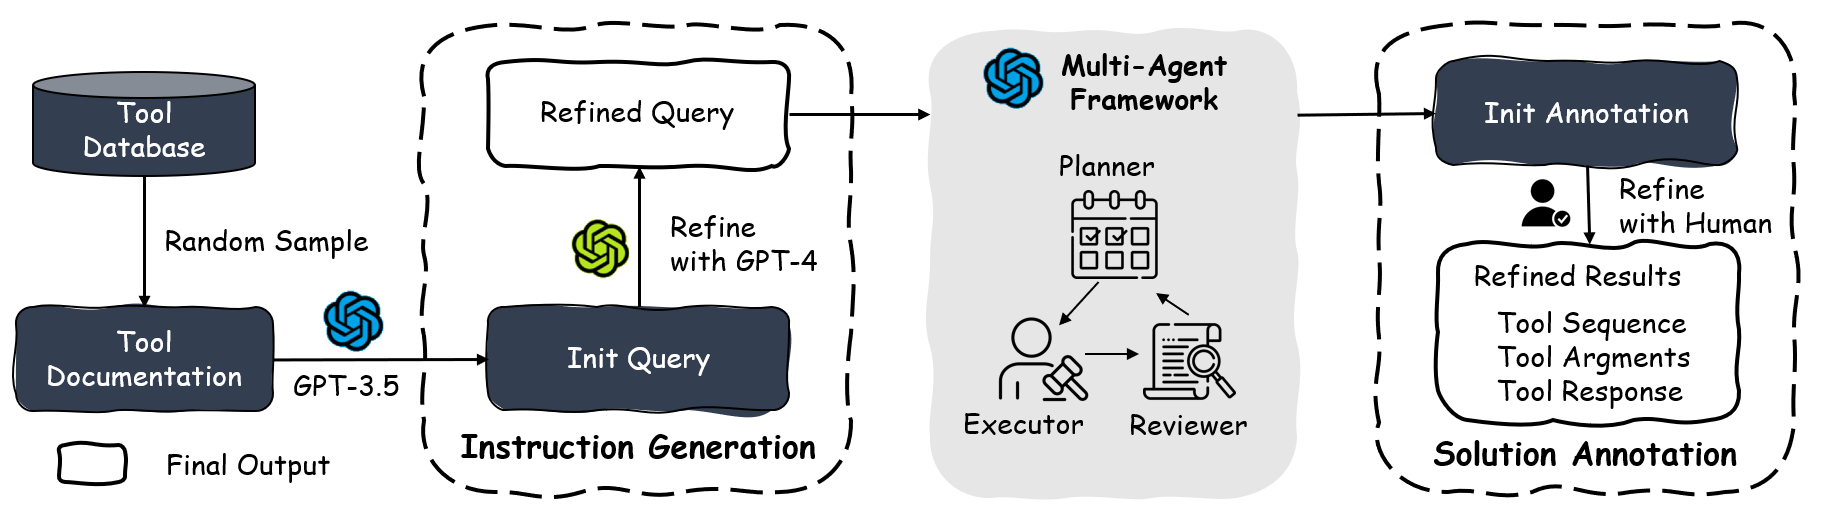 Tool
Database
Random Sample
Tool
Documentation
GPT-3.5
Final Output
Refined Query
Refine
with GPT-4
Init Query
Instruction Generation
Multi-Agent
Framework
Planner
Executor
Reviewer
Init Annotation
Refine
with Human
Refined Results
Tool Sequence
Tool Argments
Tool Response
Solution Annotation